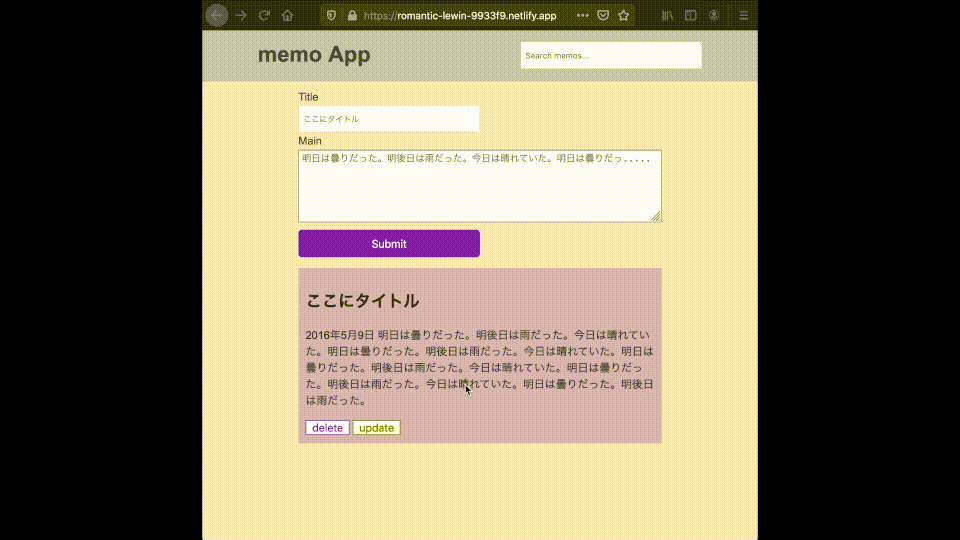 https://romantic-lewin-9933f9.netlify.app
memo App
Search memos...
Title
ここにタイトル
Main
明日は曇りだった。明後日は雨だった。今日は晴れていた。明日は曇りだっ.....
Submit
ここにタイトル
2016年5月9日 明日は曇りだった。明後日は雨だった。今日は晴れてい
た。明日は曇りだった。明後日は雨だった。今日は晴れていた。明日は
曇りだった。明後日は雨だった。今日は晴れていた。明日は曇りだっ
た。明後日は雨だった。今日は晴れていた。明日は曇りだった。明後日
は雨だった。
delete update